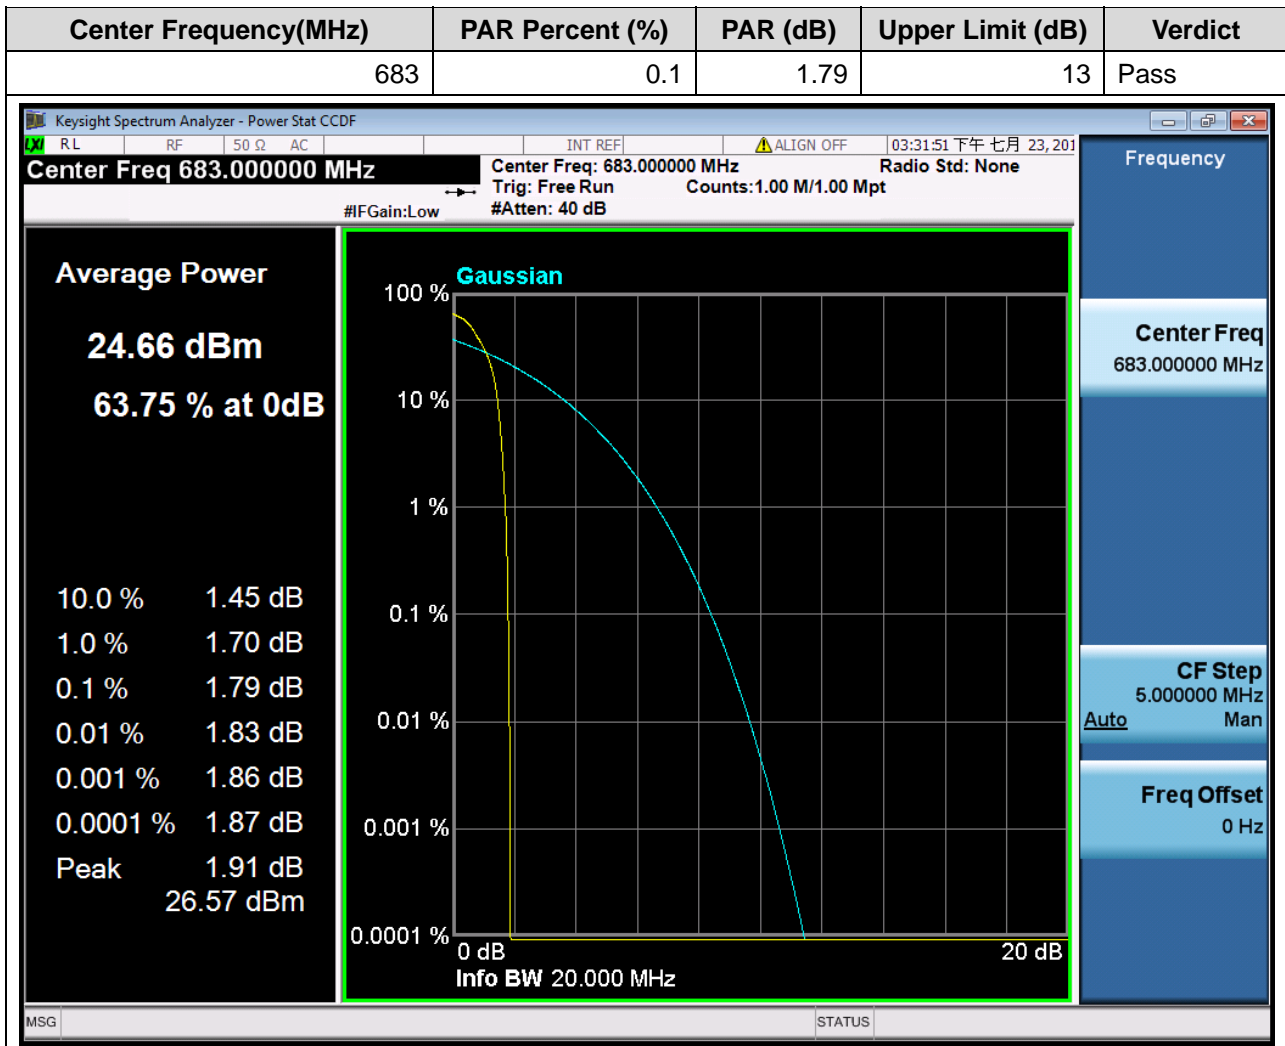 Center Frequency(MHz) PAR Percent (%) PAR (dB) Upper Limit (dB) Verdict
683 0.1 1.79 13 Pass
Keysight Spectrum Analyzer - Power Stat CCDF
LXI RL RF 50 Ω AC INT REF ALIGN OFF 03:31:51 下午 七月 23, 201
Center Freq 683.000000 MHz
Center Freq: 683.000000 MHz Radio Std: None
Trig: Free Run Counts:1.00 M/1.00 Mpt
#IFGain:Low #Atten: 40 dB
Average Power
24.66 dBm
63.75 % at 0dB
10.0 % 1.45 dB
1.0 % 1.70 dB
0.1 % 1.79 dB
0.01 % 1.83 dB
0.001 % 1.86 dB
0.0001 % 1.87 dB
Peak 1.91 dB
26.57 dBm
Gaussian
100 %
10 %
1 %
0.1 %
0.01 %
0.001 %
0.0001 %
0 dB 20 dB
Info BW 20.000 MHz
Frequency
Center Freq
683.000000 MHz
CF Step
5.000000 MHz
Auto Man
Freq Offset
0 Hz
MSG STATUS